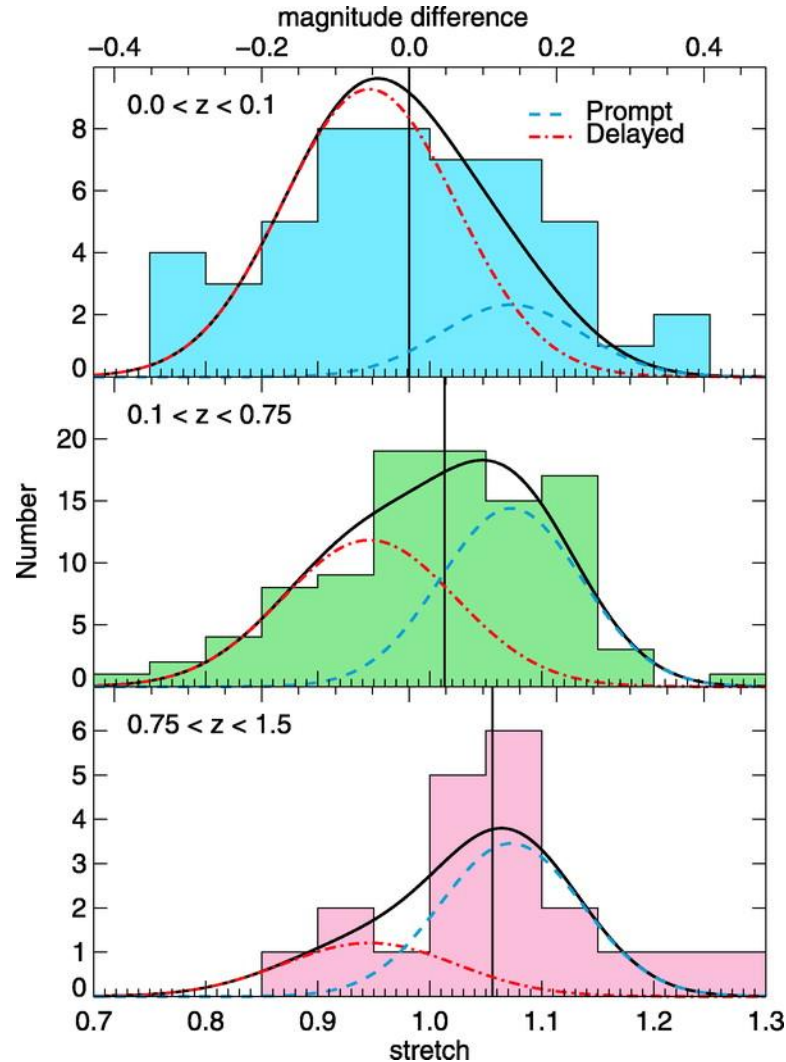 magnitude difference
−0.4 −0.2 0.0 0.2 0.4
0.0 < z < 0.1
Prompt
Delayed
8
6
4
2
0
0.1 < z < 0.75
20
15
10
5
0
Number
0.75 < z < 1.5
6
5
4
3
2
1
0
0.7 0.8 0.9 1.0 1.1 1.2 1.3
stretch